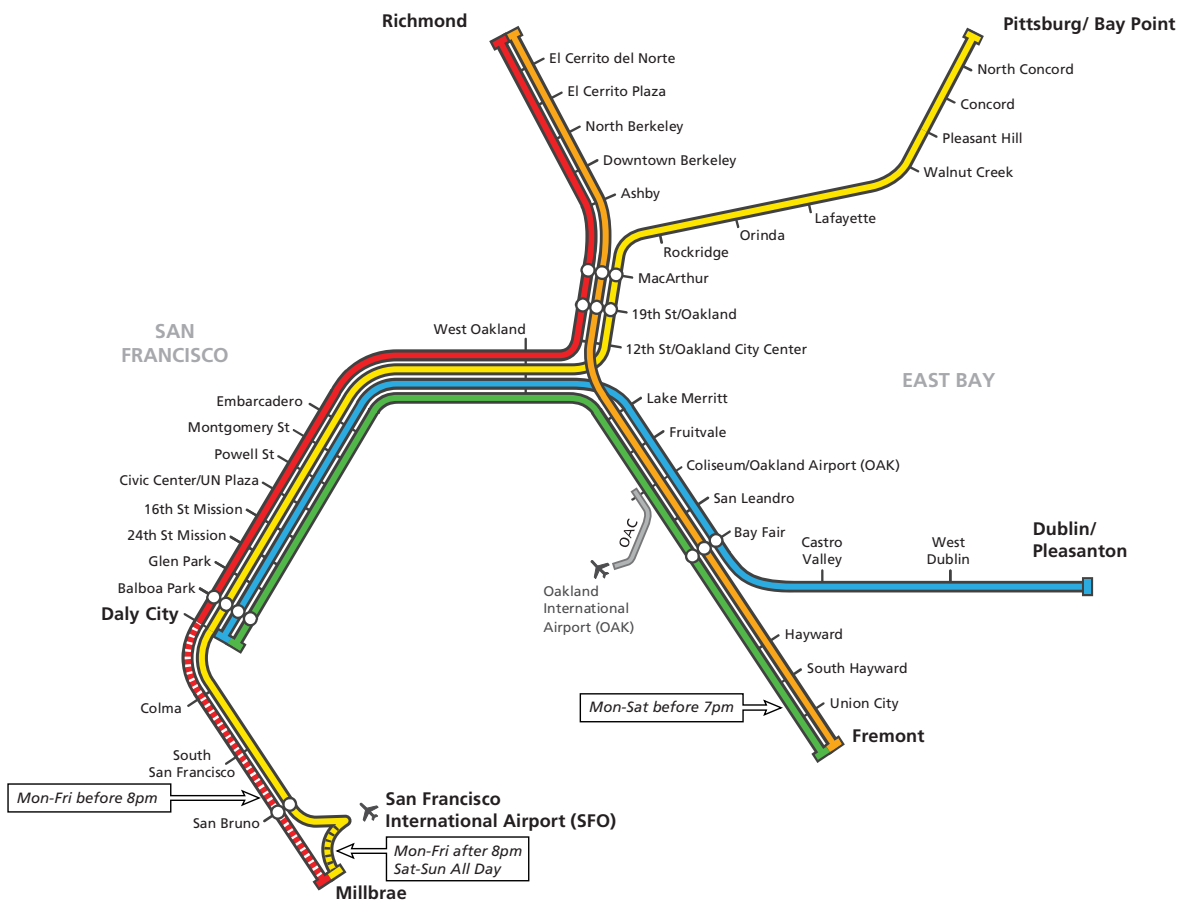 Richmond
Pittsburg/ Bay Point
El Cerrito del Norte
North Concord
El Cerrito Plaza
Concord
North Berkeley
Pleasant Hill
Downtown Berkeley
Walnut Creek
Ashby
Lafayette
Orinda
Rockridge
MacArthur
19th St/Oakland
SAN
FRANCISCO
West Oakland
12th St/Oakland City Center
EAST BAY
Embarcadero
Lake Merritt
Montgomery St
Fruitvale
Powell St
Coliseum/Oakland Airport (OAK)
Civic Center/UN Plaza
San Leandro
16th St Mission
OAC
24th St Mission
Bay Fair
Castro
Valley
West
Dublin
Dublin/
Pleasanton
Glen Park
Balboa Park
Oakland
International
Airport (OAK)
Daly City
Hayward
South Hayward
Colma
Mon-Sat before 7pm
Union City
Fremont
South
San Francisco
Mon-Fri before 8pm
San Bruno
San Francisco
International Airport (SFO)
Mon-Fri after 8pm
Sat-Sun All Day
Millbrae